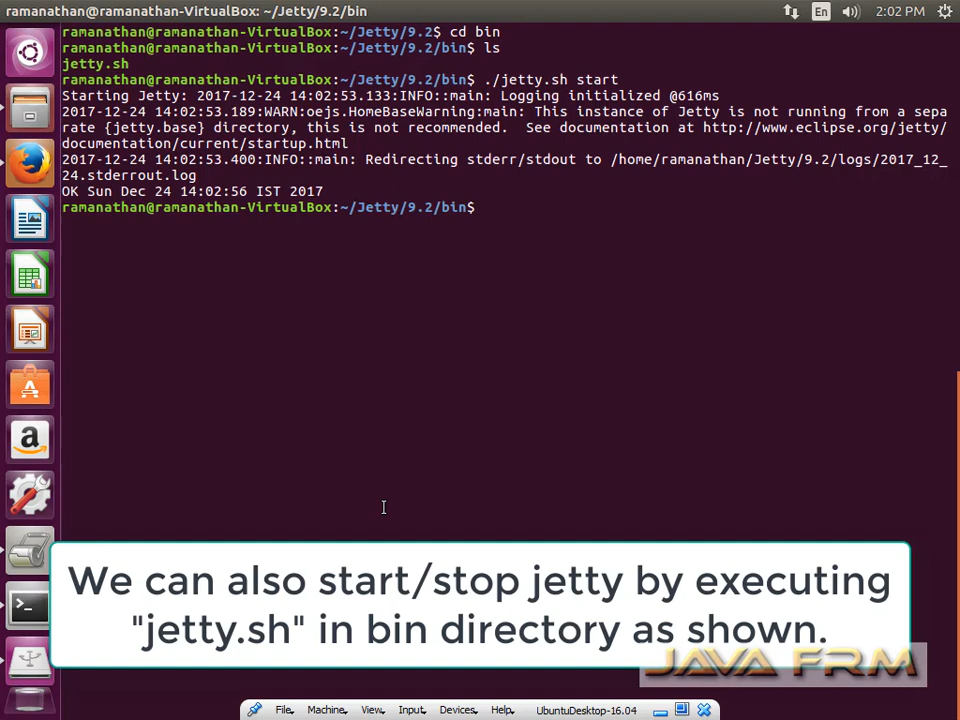 ramanathan@ramanathan-VirtualBox: ~/Jetty/9.2/bin
En
2:02 PM
ramanathan@ramanathan-VirtualBox:~/Jetty/9.2$ cd bin
ramanathan@ramanathan-VirtualBox:~/Jetty/9.2/bin$ ls
jetty.sh
ramanathan@ramanathan-VirtualBox:~/Jetty/9.2/bin$ ./jetty.sh start
Starting Jetty: 2017-12-24 14:02:53.133:INFO::main: Logging initialized @616ms
2017-12-24 14:02:53.189:WARN:oejs.HomeBaseWarning:main: This instance of Jetty is not running from a sepa
rate {jetty.base} directory, this is not recommended.  See documentation at http://www.eclipse.org/jetty/
documentation/current/startup.html
2017-12-24 14:02:53.400:INFO::main: Redirecting stderr/stdout to /home/ramanathan/Jetty/9.2/logs/2017_12_
24.stderrout.log
OK Sun Dec 24 14:02:56 IST 2017
ramanathan@ramanathan-VirtualBox:~/Jetty/9.2/bin$
We can also start/stop jetty by executing
"jetty.sh" in bin directory as shown.
JAVA FRM
File Machine View Input Devices Help UbuntuDesktop-16.04